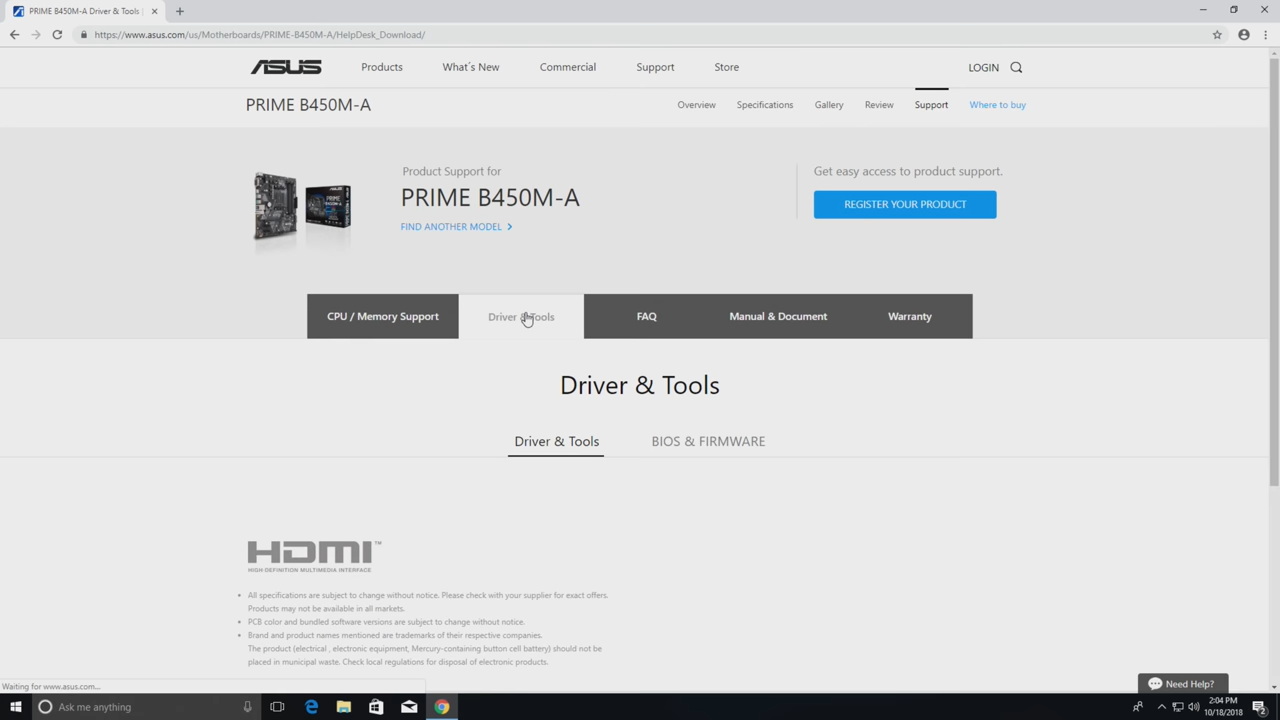 PRIME B450M-A Driver & Tools |
https://www.asus.com/us/Motherboards/PRIME-B450M-A/HelpDesk_Download/
ASUS Products What´s New Commercial Support Store LOGIN
PRIME B450M-A Overview Specifications Gallery Review Support Where to buy
Product Support for
PRIME B450M-A
FIND ANOTHER MODEL
Get easy access to product support.
REGISTER YOUR PRODUCT
CPU / Memory Support Driver & Tools FAQ Manual & Document Warranty
Driver & Tools
Driver & Tools BIOS & FIRMWARE
HDMI™
HIGH-DEFINITION MULTIMEDIA INTERFACE
All specifications are subject to change without notice. Please check with your supplier for exact offers.
Products may not be available in all markets.
PCB color and bundled software versions are subject to change without notice.
Brand and product names mentioned are trademarks of their respective companies.
The product (electrical , electronic equipment, Mercury-containing button cell battery) should not be
placed in municipal waste. Check local regulations for disposal of electronic products.
Need Help?
Waiting for www.asus.com...
Ask me anything
2:04 PM
10/18/2018
2